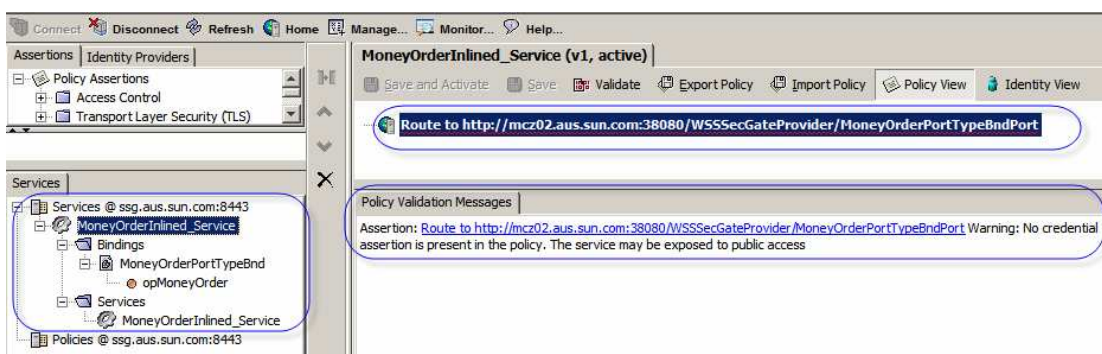 Connect Disconnect Refresh Home Manage... Monitor... Help...
Assertions Identity Providers
Policy Assertions
Access Control
Transport Layer Security (TLS)
Services
Services @ ssg.aus.sun.com:8443
MoneyOrderInlined_Service
Bindings
MoneyOrderPortTypeBnd
opMoneyOrder
Services
MoneyOrderInlined_Service
Policies @ ssg.aus.sun.com:8443
MoneyOrderInlined_Service (v1, active)
Save and Activate Save Validate Export Policy Import Policy Policy View Identity View
Route to http://mcz02.aus.sun.com:38080/WSSSecGateProvider/MoneyOrderPortTypeBndPort
Policy Validation Messages
Assertion: Route to http://mcz02.aus.sun.com:38080/WSSSecGateProvider/MoneyOrderPortTypeBndPort Warning: No credential
assertion is present in the policy. The service may be exposed to public access